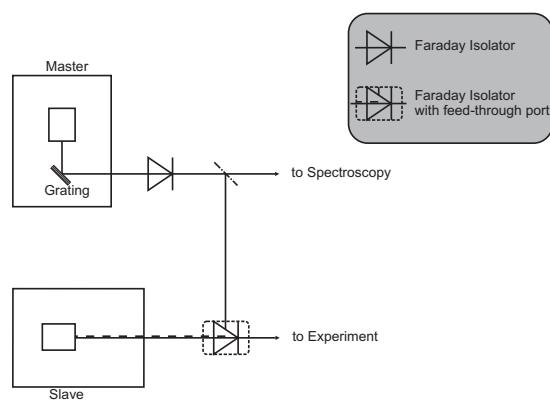 Master
Grating
to Spectroscopy
Slave
to Experiment
Faraday Isolator
Faraday Isolator
with feed-through port